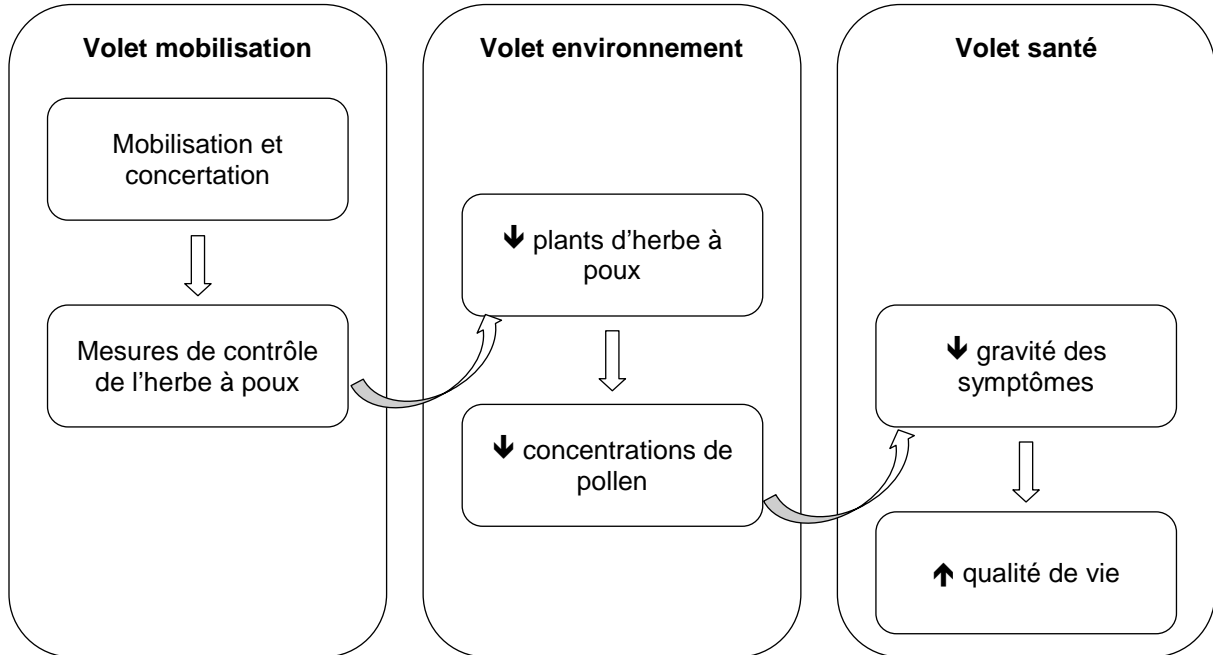 Volet mobilisation
Mobilisation et
concertation
Mesures de contrôle
de l’herbe à poux
Volet environnement
🡻 plants d’herbe à
poux
🡻 concentrations de
pollen
Volet santé
🡻 gravité des
symptômes
🡹 qualité de vie